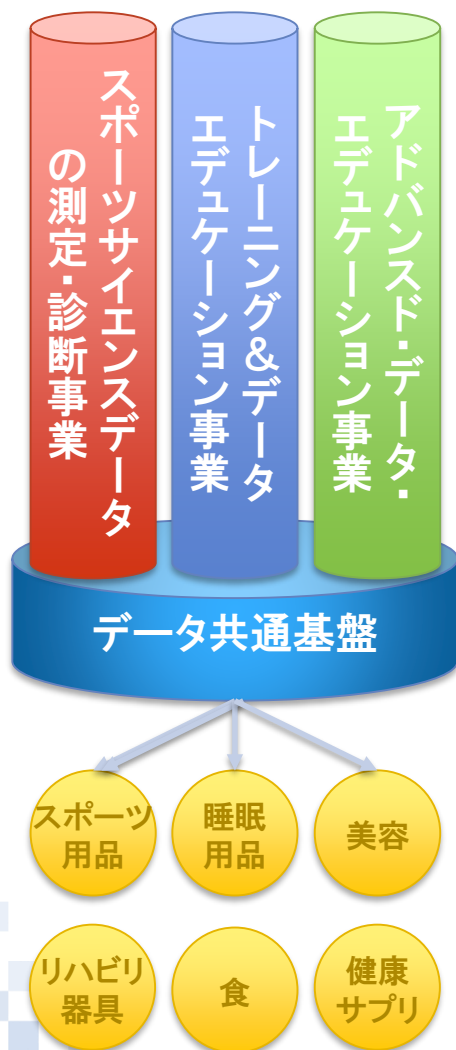 スポーツサイエンスデータ
の測定・診断事業
トレーニング&データ
エデュケーション事業
アドバンスド・データ・
エデュケーション事業
データ共通基盤
スポーツ
用品
睡眠
用品
美容
リハビリ
器具
食
健康
サプリ